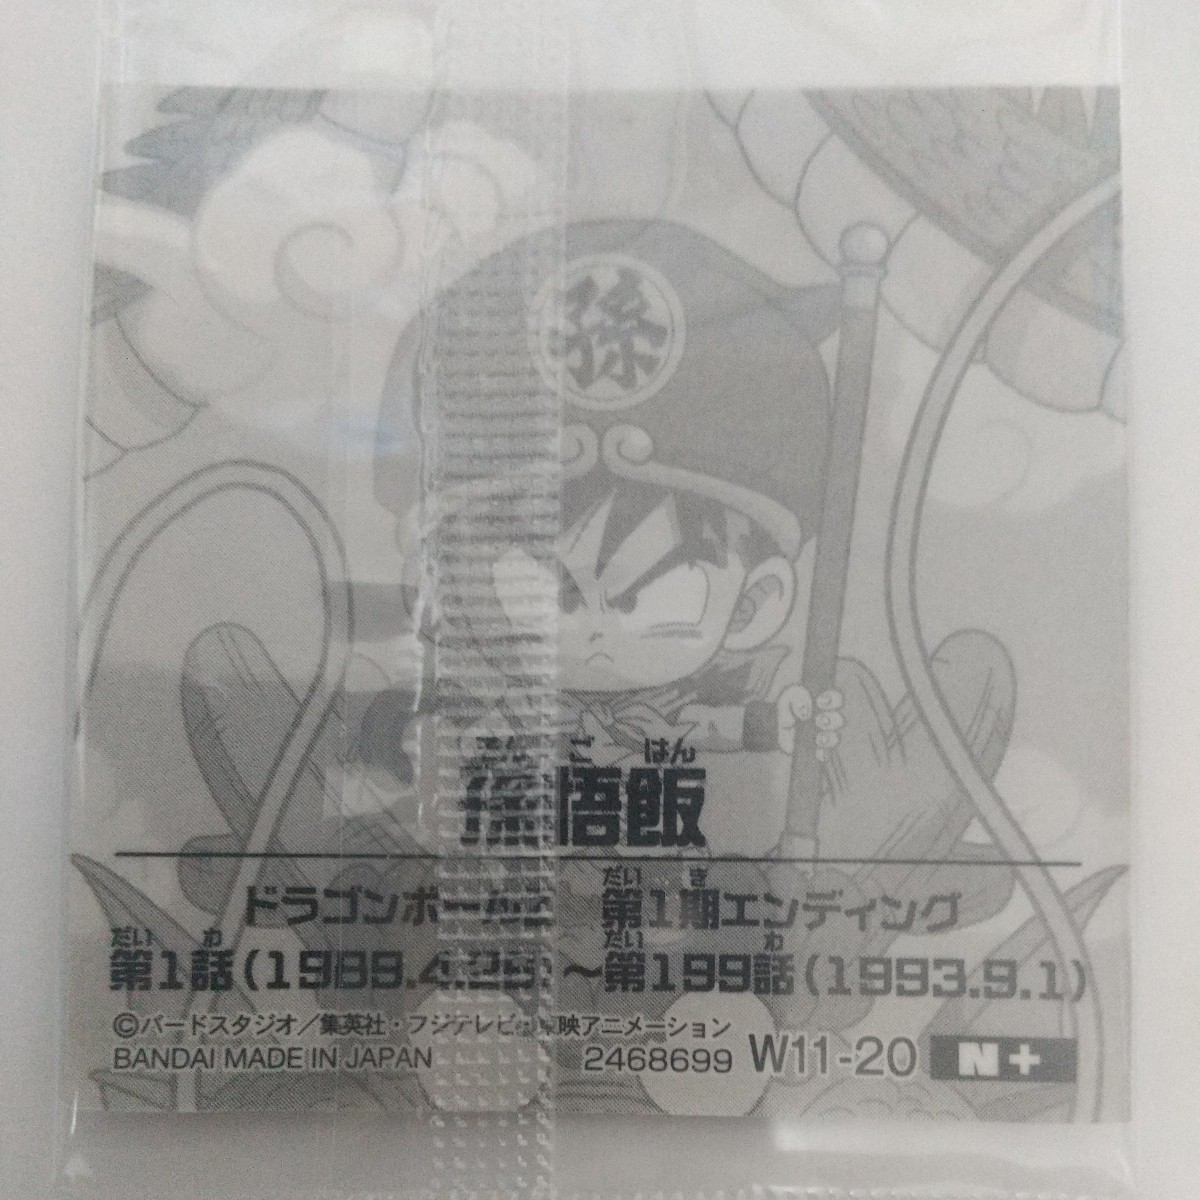 孫
そん ご はん
孫悟飯
だい き
ドラゴンボールZ 第1期エンディング
だい わ だい わ
第1話(1989.4.26)〜第199話(1993.9.1)
©バードスタジオ／集英社・フジテレビ・東映アニメーション
BANDAI MADE IN JAPAN 2468699 W11-20 N+